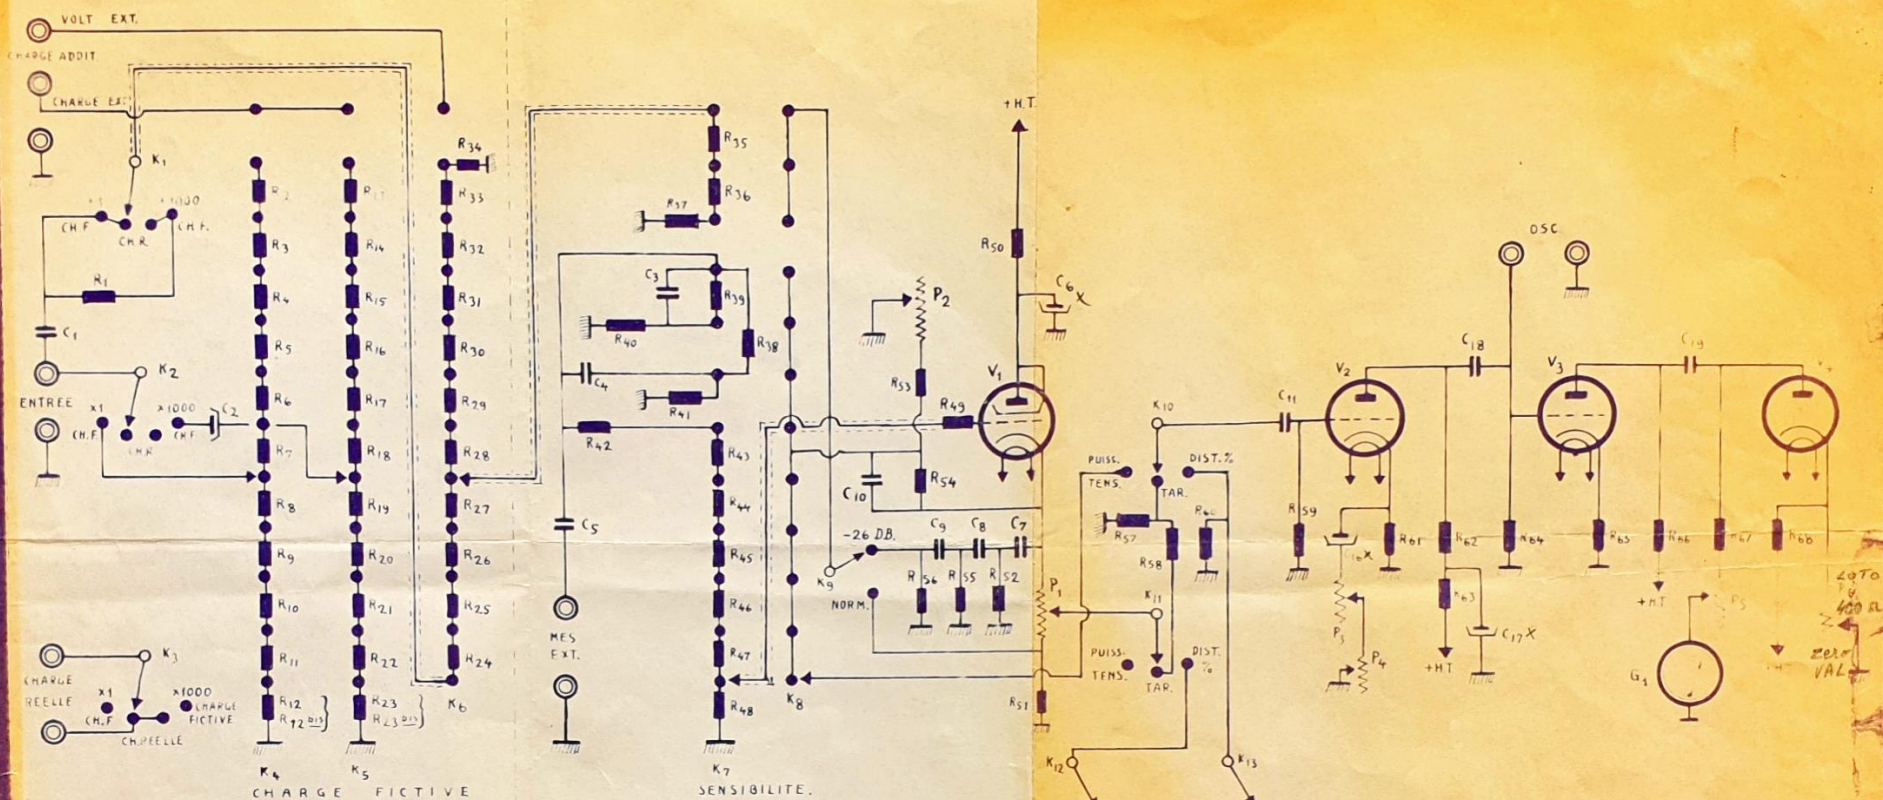 VOLT EXT.
CHARGE ADDIT.
CHARGE EXT.
K1
x1
x1000
CH.F
CH.R.
CH.F.
R1
C1
K2
ENTREE
x1
x1000
C2
CH.F.
CH.R
CH.F.
K3
CHARGE
REELLE
x1
x1000
CH.F
CHARGE
FICTIVE
CH.REELLE
R2
R3
R4
R5
R6
R7
R8
R9
R10
R11
R12
R12 BIS
K4
R14
R15
R16
R17
R18
R19
R20
R21
R22
R23
R23 BIS
K5
CHARGE FICTIVE
R34
R33
R32
R31
R30
R29
R28
R27
R26
R25
R24
K6
R35
R36
R37
C3
R39
R40
R38
C4
R41
R42
R43
C5
R44
R45
R46
R47
R48
MES
EXT.
K7
SENSIBILITE.
K8
P2
R53
R49
V1
R54
C10
-26 D.B.
C9
C8
C7
K9
R56
R55
R52
NORM.
+H.T.
R50
C6 X
P1
R51
K10
PUISS.
TENS.
DIST.%
TAR.
R57
R58
K11
PUISS.
TENS.
DIST.
%
TAR.
K12
K13
C11
V2
R59
R61
P3
P4
R62
R63
+HT
C17 X
C18
OSC.
R64
V3
R65
C19
R66
+H.T
R67
P5
G1
R68
400 Ω
zero
VAL